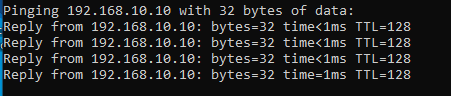 Pinging 192.168.10.10 with 32 bytes of data:
Reply from 192.168.10.10: bytes=32 time<1ms TTL=128
Reply from 192.168.10.10: bytes=32 time<1ms TTL=128
Reply from 192.168.10.10: bytes=32 time<1ms TTL=128
Reply from 192.168.10.10: bytes=32 time=1ms TTL=128